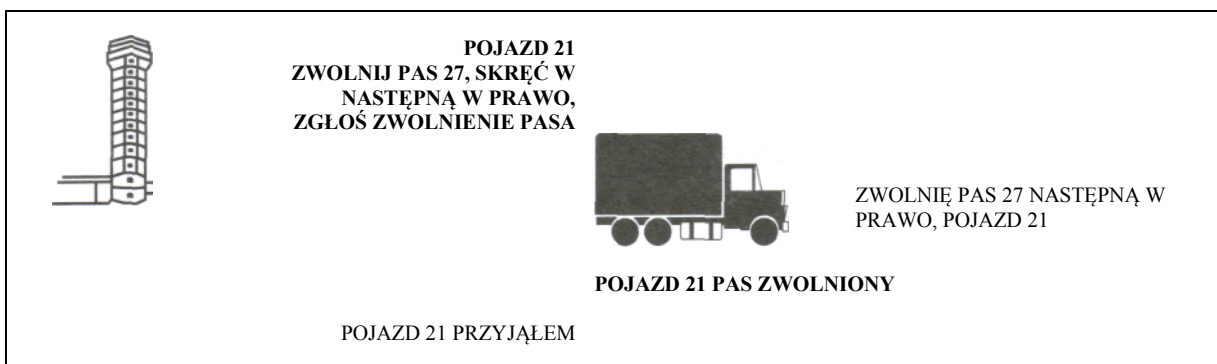 POJAZD 21
ZWOLNIJ PAS 27, SKRĘĆ W
NASTĘPNĄ W PRAWO,
ZGŁOŚ ZWOLNIENIE PASA
ZWOLNIĘ PAS 27 NASTĘPNĄ W
PRAWO, POJAZD 21
POJAZD 21 PAS ZWOLNIONY
POJAZD 21 PRZYJĄŁEM